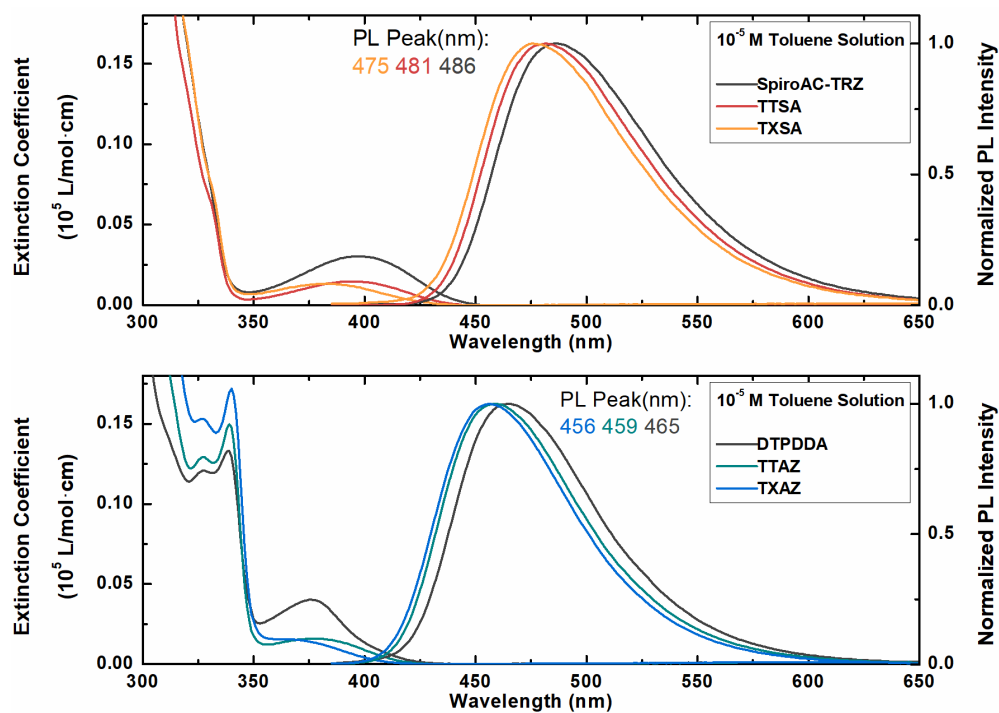 PL Peak(nm):
475 481 486
10-5 M Toluene Solution
SpiroAC-TRZ
TTSA
TXSA
Extinction Coefficient
(10^5 L/mol·cm)
0.15
0.10
0.05
0.00
1.0
0.5
0.0
Normalized PL Intensity
300 350 400 450 500 550 600 650
Wavelength (nm)
PL Peak(nm):
456 459 465
10-5 M Toluene Solution
DTPDDA
TTAZ
TXAZ
Extinction Coefficient
(10^5 L/mol·cm)
0.15
0.10
0.05
0.00
1.0
0.5
0.0
Normalized PL Intensity
300 350 400 450 500 550 600 650
Wavelength (nm)